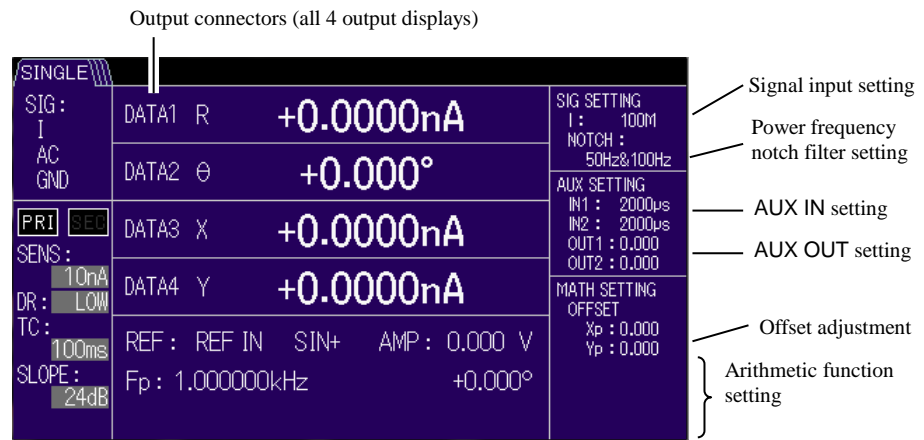 Output connectors (all 4 output displays)
SINGLE
SIG:
I
AC
GND
PRI SEC
SENS:
10nA
DR: LOW
TC:
100ms
SLOPE:
24dB
DATA1 R +0.0000nA
DATA2 θ +0.000°
DATA3 X +0.0000nA
DATA4 Y +0.0000nA
REF: REF IN SIN+ AMP: 0.000 V
Fp: 1.000000kHz +0.000°
SIG SETTING
I: 100M
NOTCH:
50Hz&100Hz
AUX SETTING
IN1: 2000µs
IN2: 2000µs
OUT1:0.000
OUT2:0.000
MATH SETTING
OFFSET
Xp:0.000
Yp:0.000
Signal input setting
Power frequency
notch filter setting
AUX IN setting
AUX OUT setting
Offset adjustment
Arithmetic function
setting